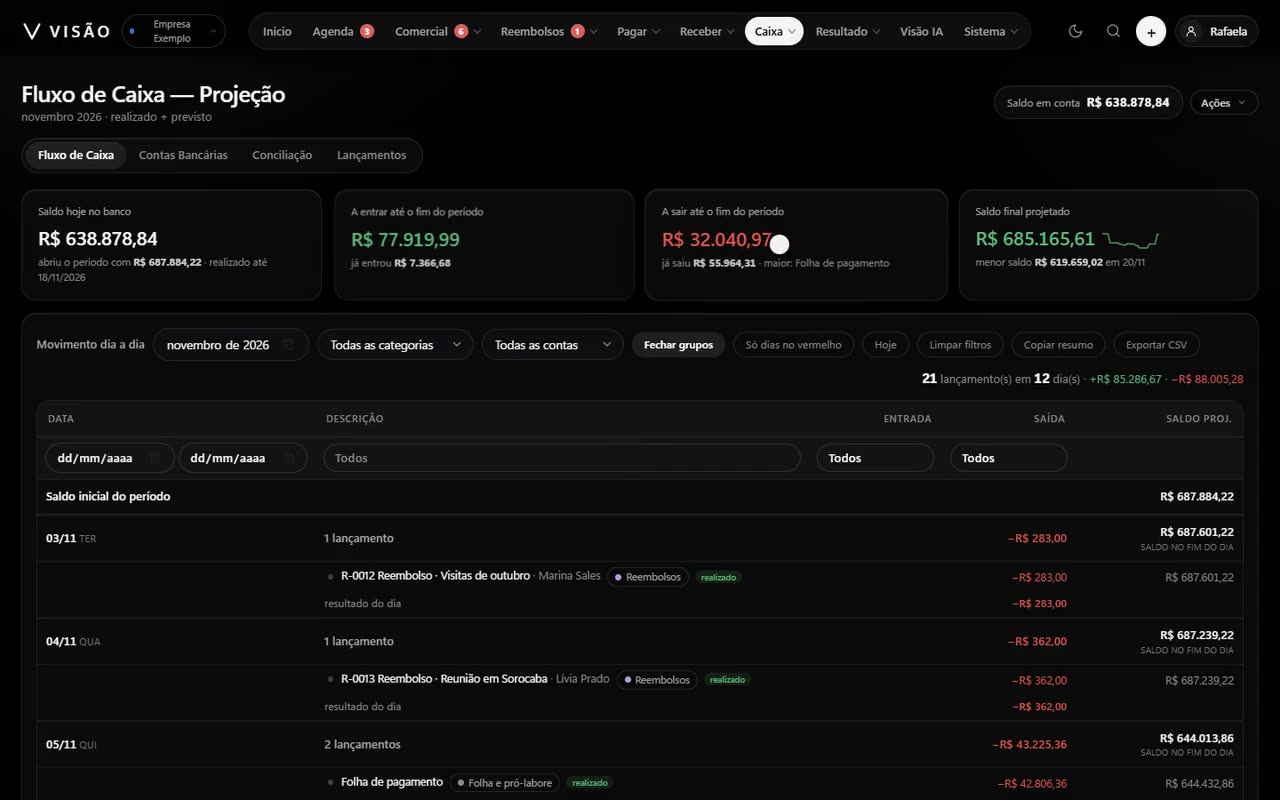 VISÃO
Empresa Exemplo
Início
Agenda 3
Comercial 6
Reembolsos 1
Pagar
Receber
Caixa
Resultado
Visão IA
Sistema
+
Rafaela
Fluxo de Caixa — Projeção
novembro 2026 · realizado + previsto
Saldo em conta R$ 638.878,84
Ações
Fluxo de Caixa
Contas Bancárias
Conciliação
Lançamentos
Saldo hoje no banco
R$ 638.878,84
abriu o período com R$ 687.884,22 · realizado até
18/11/2026
A entrar até o fim do período
R$ 77.919,99
já entrou R$ 7.366,68
A sair até o fim do período
R$ 32.040,97
já saiu R$ 55.964,31 · maior: Folha de pagamento
Saldo final projetado
R$ 685.165,61
menor saldo R$ 619.659,02 em 20/11
Movimento dia a dia
novembro de 2026
Todas as categorias
Todas as contas
Fechar grupos
Só dias no vermelho
Hoje
Limpar filtros
Copiar resumo
Exportar CSV
21 lançamento(s) em 12 dia(s) · +R$ 85.286,67 · −R$ 88.005,28
DATA DESCRIÇÃO ENTRADA SAÍDA SALDO PROJ.
dd/mm/aaaa dd/mm/aaaa Todos Todos Todos
Saldo inicial do período R$ 687.884,22
03/11 TER 1 lançamento −R$ 283,00 R$ 687.601,22
SALDO NO FIM DO DIA
R-0012 Reembolso · Visitas de outubro · Marina Sales Reembolsos realizado −R$ 283,00 R$ 687.601,22
resultado do dia −R$ 283,00
04/11 QUA 1 lançamento −R$ 362,00 R$ 687.239,22
SALDO NO FIM DO DIA
R-0013 Reembolso · Reunião em Sorocaba · Livia Prado Reembolsos realizado −R$ 362,00 R$ 687.239,22
resultado do dia −R$ 362,00
05/11 QUI 2 lançamentos −R$ 43.225,36 R$ 644.013,86
SALDO NO FIM DO DIA
Folha de pagamento Folha e pró-labore realizado −R$ 42.806,36 R$ 644.432,86